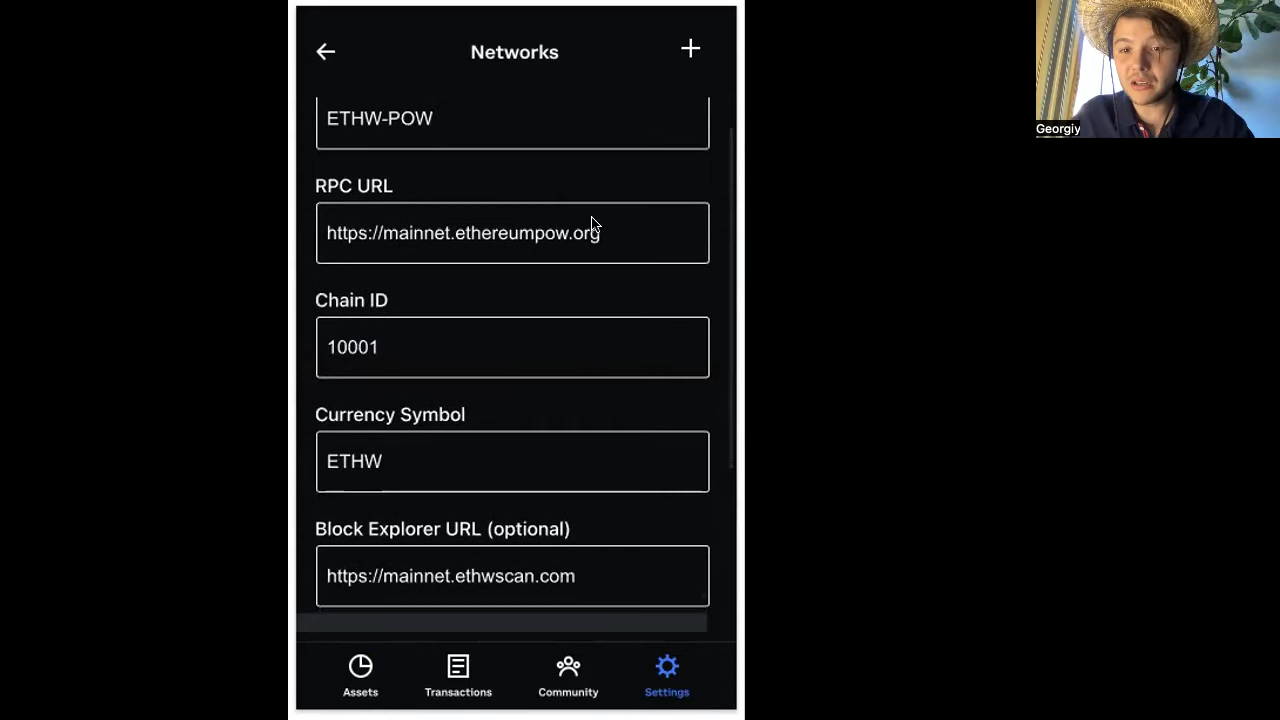 Networks
ETHW-POW
RPC URL
https://mainnet.ethereumpow.org
Chain ID
10001
Currency Symbol
ETHW
Block Explorer URL (optional)
https://mainnet.ethwscan.com
Assets
Transactions
Community
Settings
Georgiy